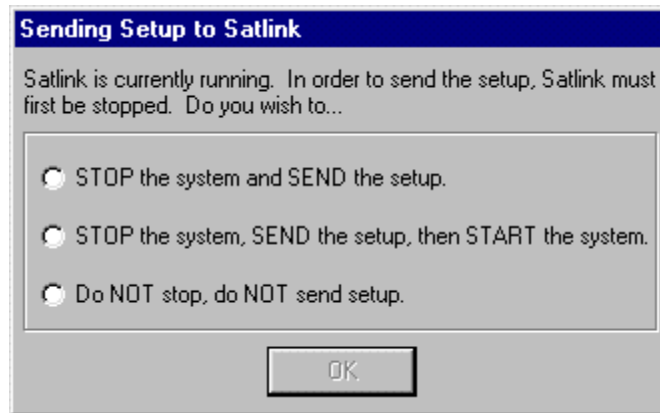 Sending Setup to Satlink
Satlink is currently running.  In order to send the setup, Satlink must
first be stopped.  Do you wish to...
STOP the system and SEND the setup.
STOP the system, SEND the setup, then START the system.
Do NOT stop, do NOT send setup.
OK